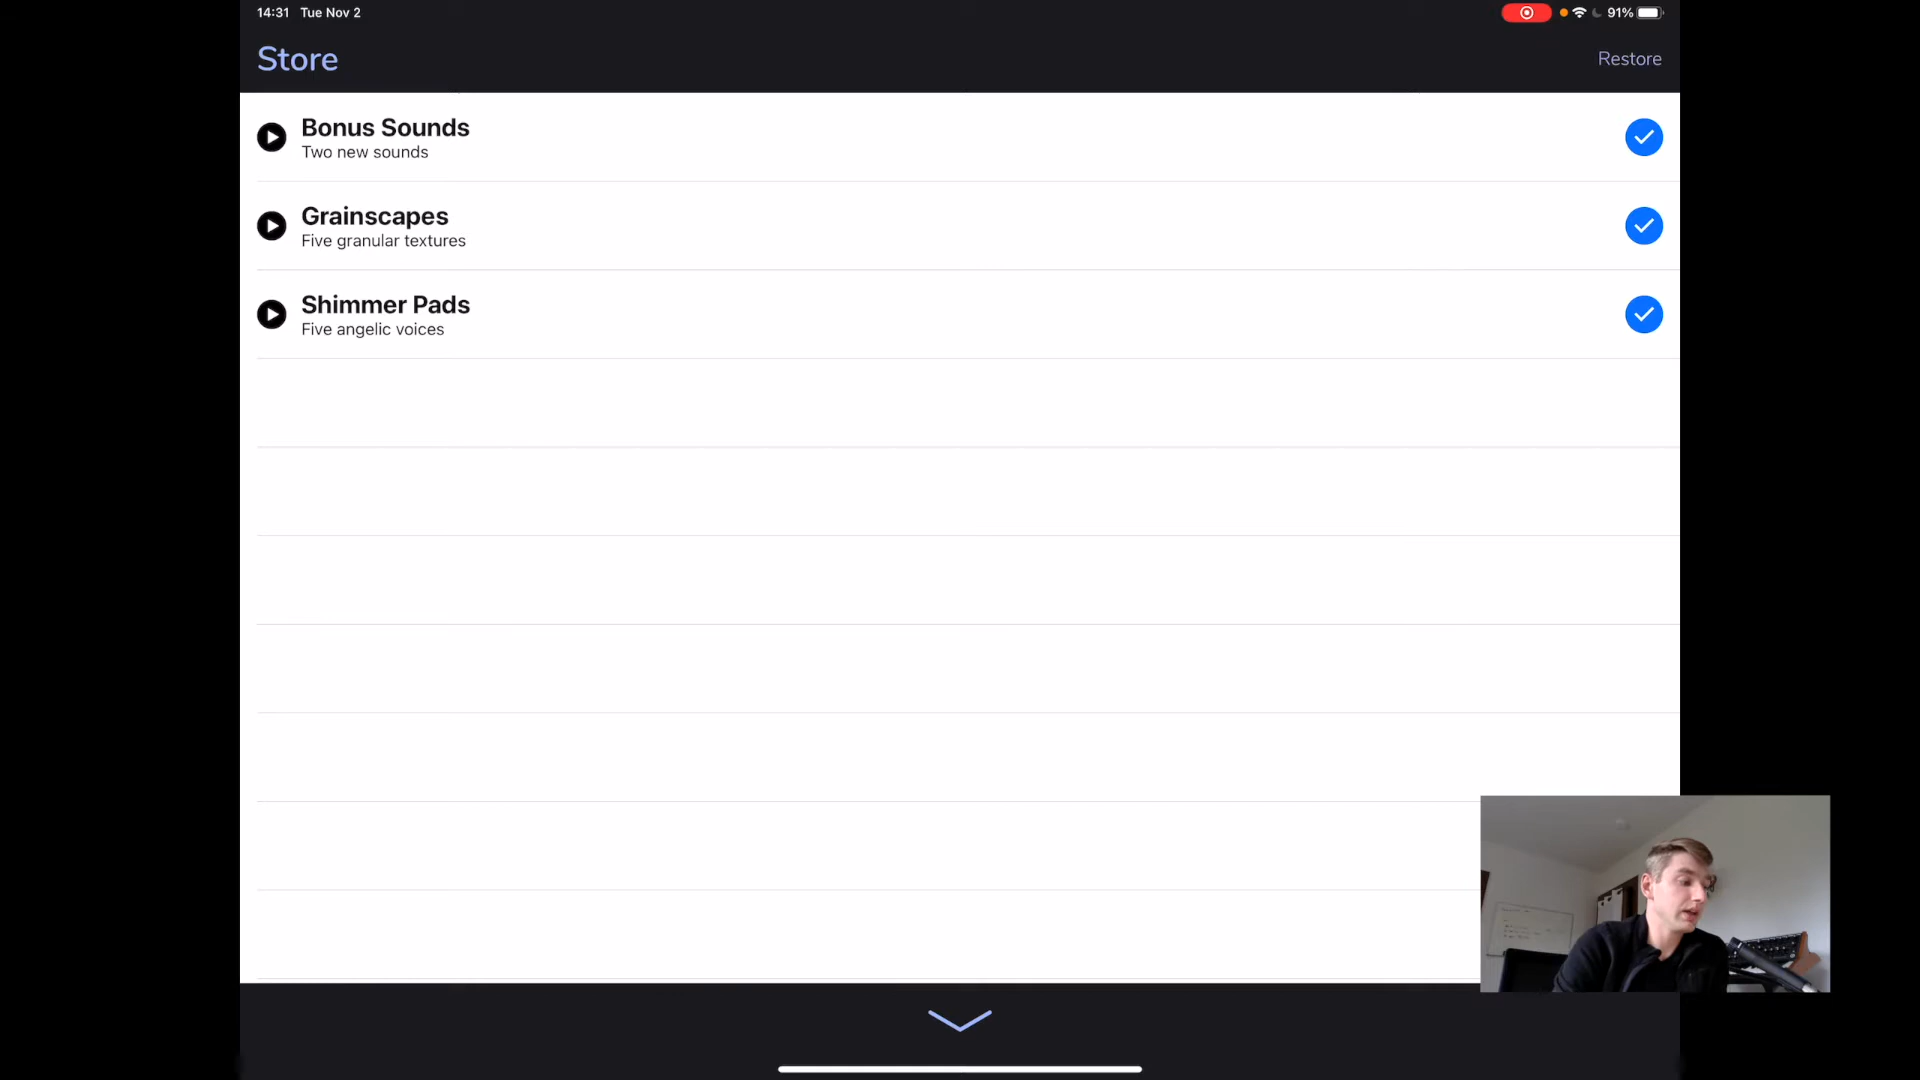 14:31 Tue Nov 2
91%
Store
Restore
Bonus Sounds
Two new sounds
Grainscapes
Five granular textures
Shimmer Pads
Five angelic voices